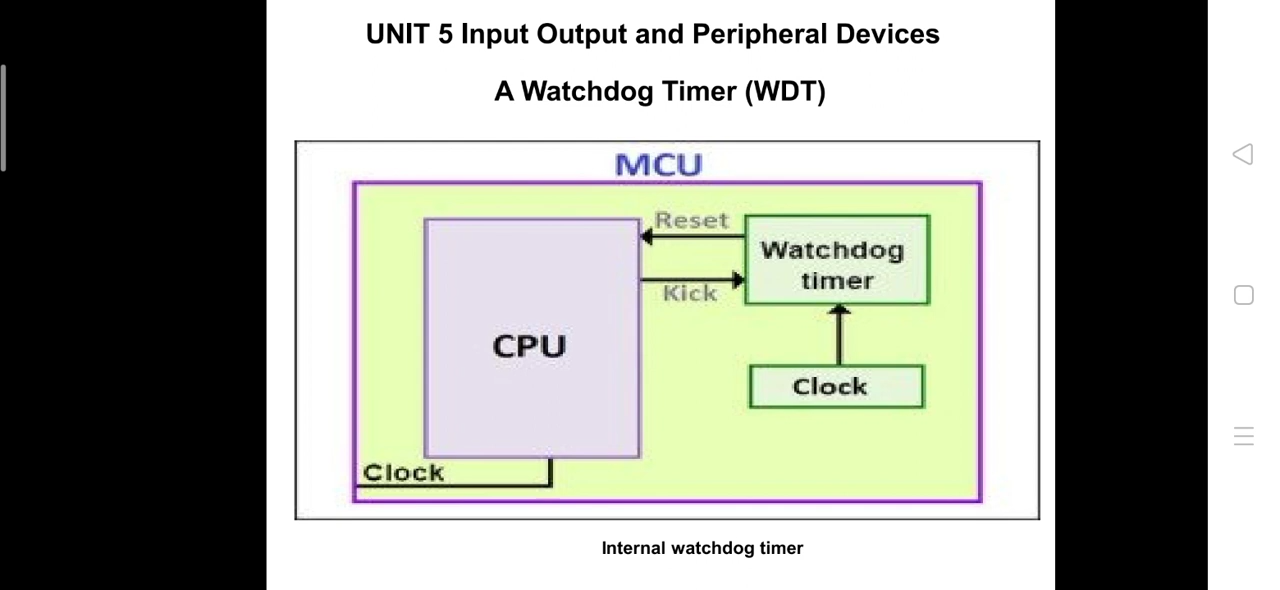 UNIT 5 Input Output and Peripheral Devices
A Watchdog Timer (WDT)
MCU
Reset
Watchdog
timer
Kick
CPU
Clock
Clock
Internal watchdog timer